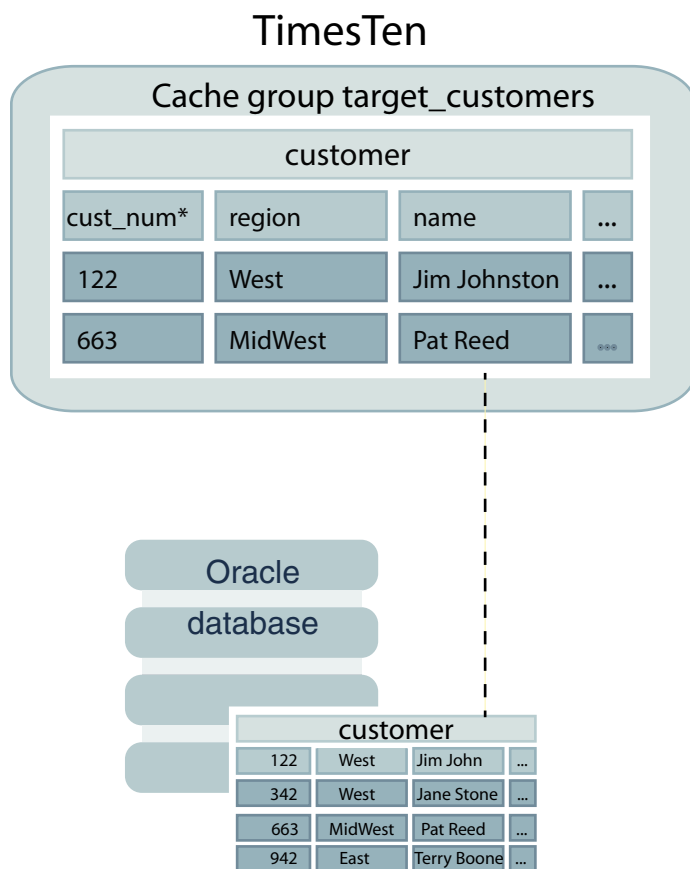 TimesTen
Cache group target_customers
customer
cust_num* region name ...
122 West Jim Johnston ...
663 MidWest Pat Reed ...
Oracle
database
customer
122 West Jim John ...
342 West Jane Stone ...
663 MidWest Pat Reed ...
942 East Terry Boone ...